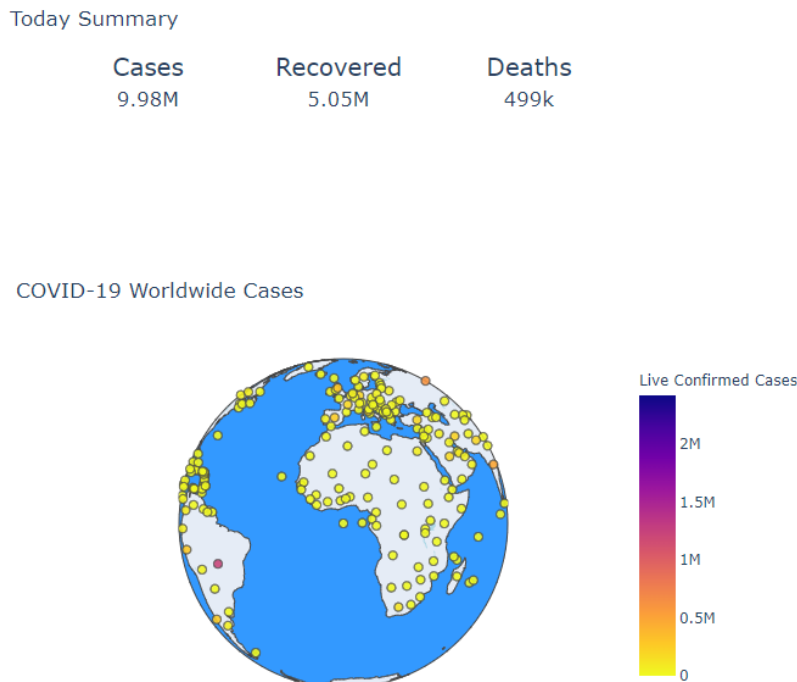 Today Summary
Cases Recovered Deaths
9.98M 5.05M 499k
COVID-19 Worldwide Cases
Live Confirmed Cases
2M
1.5M
1M
0.5M
0